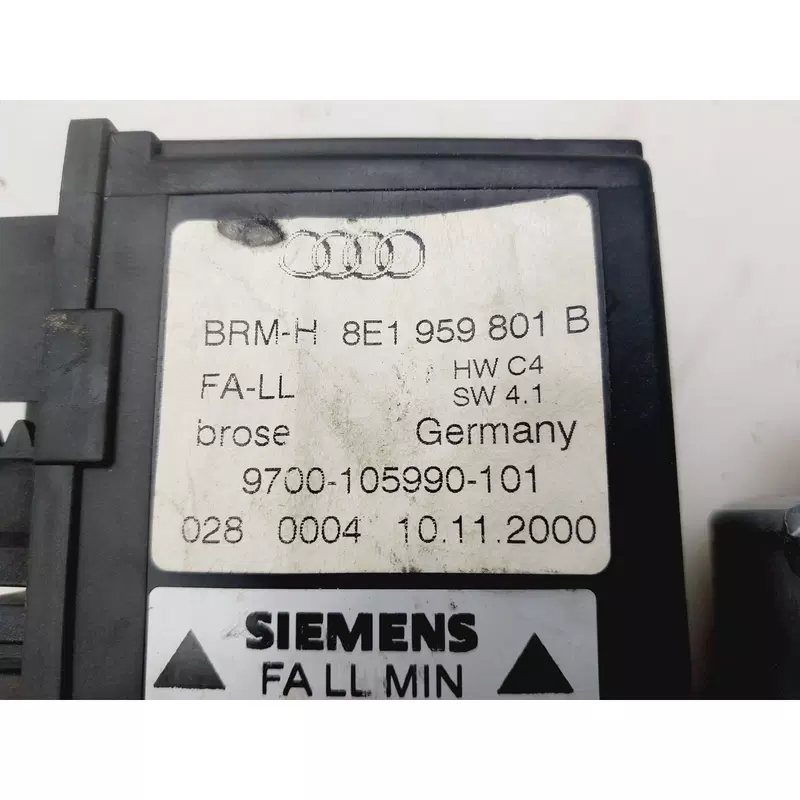 BRM-H 8E1 959 801 B
FA-LL HW C4
SW 4.1
brose Germany
9700-105990-101
028 0004 10.11.2000
SIEMENS
FA LL MIN